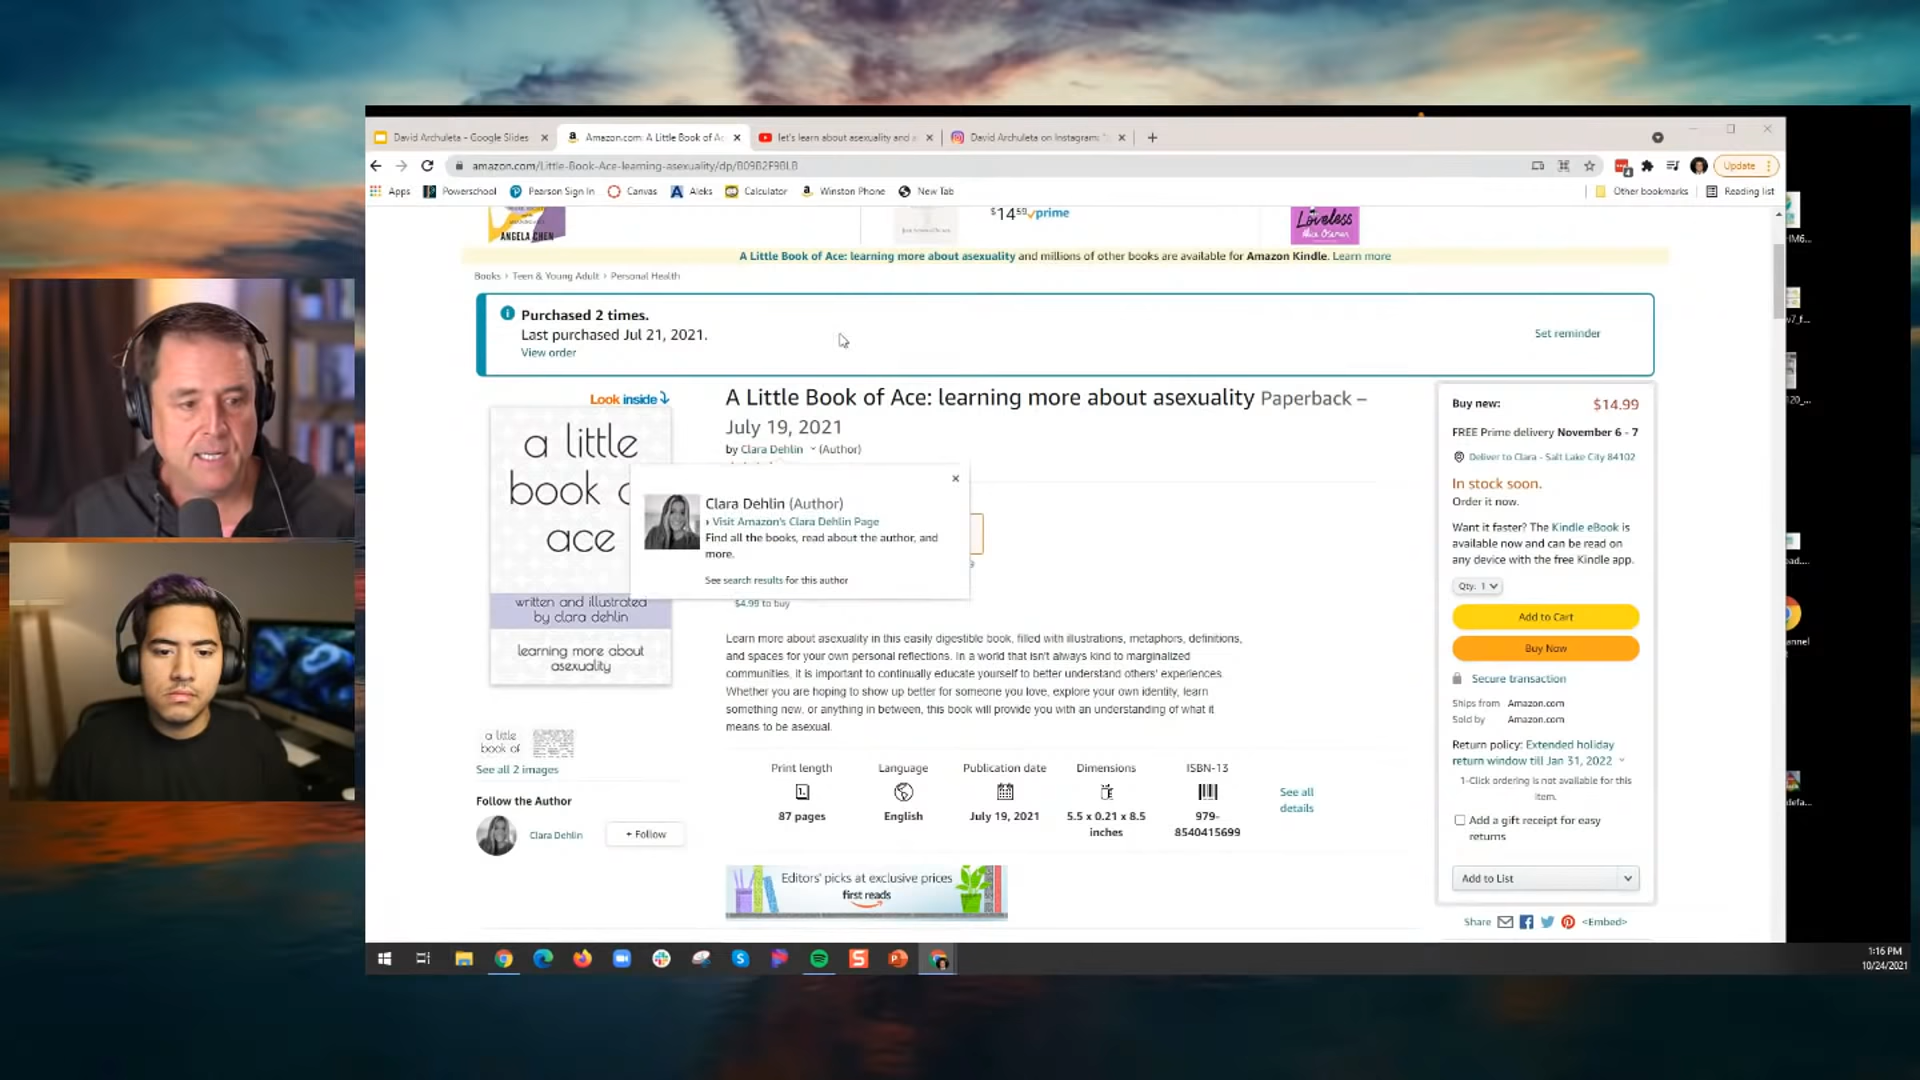 David Archuleta - Google Slides
Amazon.com: A Little Book of Ac
let's learn about asexuality and a
David Archuleta on Instagram: "
amazon.com/Little-Book-Ace-learning-asexuality/dp/B09B2F9BLB
Update
Apps
Powerschool
Pearson Sign In
Canvas
Aleks
Calculator
Winston Phone
New Tab
Other bookmarks
Reading list
ANGELA CHEN
$14.59 prime
Loveless
Alice Oseman
A Little Book of Ace: learning more about asexuality and millions of other books are available for Amazon Kindle. Learn more
Books › Teen & Young Adult › Personal Health
Purchased 2 times.
Last purchased Jul 21, 2021.
View order
Set reminder
Look inside
a little
book o
ace
written and illustrated
by clara dehlin
learning more about
asexuality
A Little Book of Ace: learning more about asexuality Paperback –
July 19, 2021
by Clara Dehlin (Author)
Clara Dehlin (Author)
› Visit Amazon's Clara Dehlin Page
Find all the books, read about the author, and
more.
See search results for this author
$4.99 to buy
Learn more about asexuality in this easily digestible book, filled with illustrations, metaphors, definitions,
and spaces for your own personal reflections. In a world that isn't always kind to marginalized
communities, it is important to continually educate yourself to better understand others' experiences.
Whether you are hoping to show up better for someone you love, explore your own identity, learn
something new, or anything in between, this book will provide you with an understanding of what it
means to be asexual.
Print length
87 pages
Language
English
Publication date
July 19, 2021
Dimensions
5.5 x 0.21 x 8.5
inches
ISBN-13
979-
8540415699
See all
details
a little
book of
See all 2 images
Follow the Author
Clara Dehlin
+ Follow
Editors' picks at exclusive prices
first reads
Buy new:
$14.99
FREE Prime delivery November 6 - 7
Deliver to Clara - Salt Lake City 84102
In stock soon.
Order it now.
Want it faster? The Kindle eBook is
available now and can be read on
any device with the free Kindle app.
Qty: 1
Add to Cart
Buy Now
Secure transaction
Ships from Amazon.com
Sold by Amazon.com
Return policy: Extended holiday
return window till Jan 31, 2022
1-Click ordering is not available for this
item.
Add a gift receipt for easy
returns
Add to List
Share
<Embed>
1:16 PM
10/24/2021